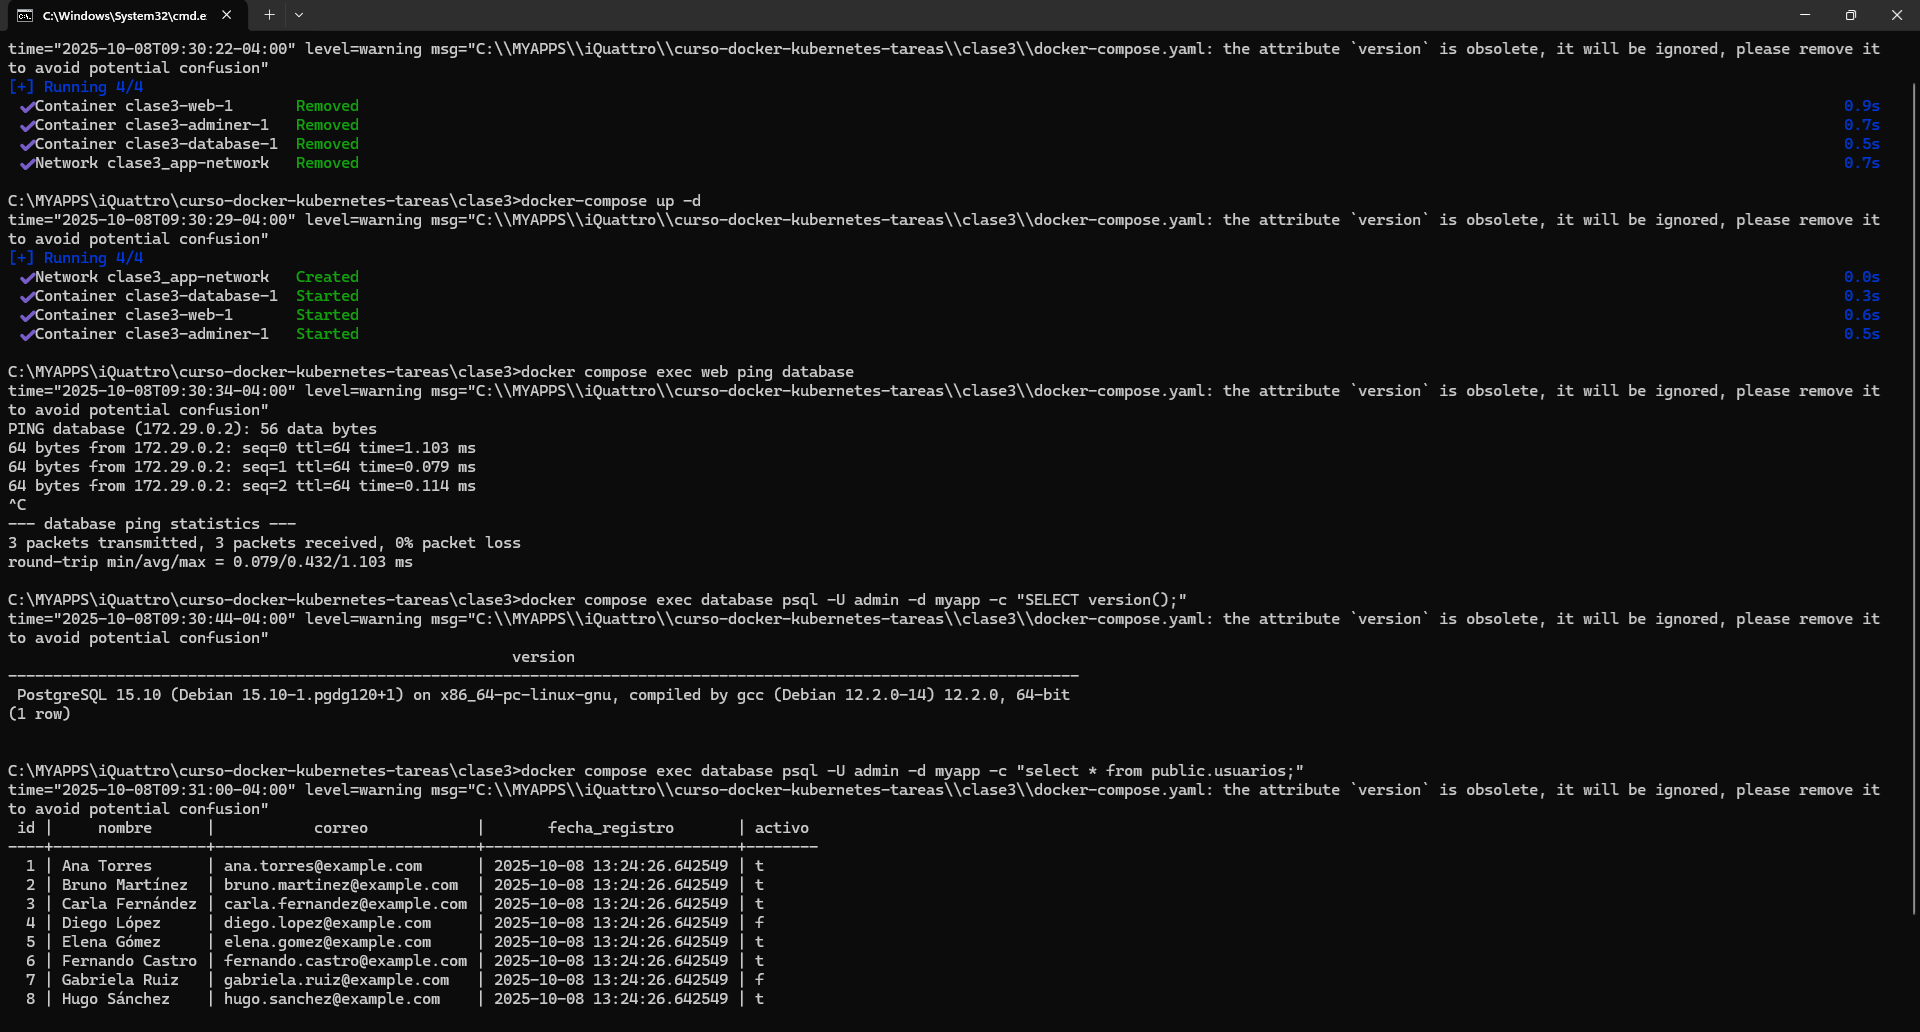 C:\Windows\System32\cmd.e
time="2025-10-08T09:30:22-04:00" level=warning msg="C:\\MYAPPS\\iQuattro\\curso-docker-kubernetes-tareas\\clase3\\docker-compose.yaml: the attribute `version` is obsolete, it will be ignored, please remove it
to avoid potential confusion"
[+] Running 4/4
✔Container clase3-web-1 Removed 0.9s
✔Container clase3-adminer-1 Removed 0.7s
✔Container clase3-database-1 Removed 0.5s
✔Network clase3_app-network Removed 0.7s
C:\MYAPPS\iQuattro\curso-docker-kubernetes-tareas\clase3>docker-compose up -d
time="2025-10-08T09:30:29-04:00" level=warning msg="C:\\MYAPPS\\iQuattro\\curso-docker-kubernetes-tareas\\clase3\\docker-compose.yaml: the attribute `version` is obsolete, it will be ignored, please remove it
to avoid potential confusion"
[+] Running 4/4
✔Network clase3_app-network Created 0.0s
✔Container clase3-database-1 Started 0.3s
✔Container clase3-web-1 Started 0.6s
✔Container clase3-adminer-1 Started 0.5s
C:\MYAPPS\iQuattro\curso-docker-kubernetes-tareas\clase3>docker compose exec web ping database
time="2025-10-08T09:30:34-04:00" level=warning msg="C:\\MYAPPS\\iQuattro\\curso-docker-kubernetes-tareas\\clase3\\docker-compose.yaml: the attribute `version` is obsolete, it will be ignored, please remove it
to avoid potential confusion"
PING database (172.29.0.2): 56 data bytes
64 bytes from 172.29.0.2: seq=0 ttl=64 time=1.103 ms
64 bytes from 172.29.0.2: seq=1 ttl=64 time=0.079 ms
64 bytes from 172.29.0.2: seq=2 ttl=64 time=0.114 ms
^C
--- database ping statistics ---
3 packets transmitted, 3 packets received, 0% packet loss
round-trip min/avg/max = 0.079/0.432/1.103 ms
C:\MYAPPS\iQuattro\curso-docker-kubernetes-tareas\clase3>docker compose exec database psql -U admin -d myapp -c "SELECT version();"
time="2025-10-08T09:30:44-04:00" level=warning msg="C:\\MYAPPS\\iQuattro\\curso-docker-kubernetes-tareas\\clase3\\docker-compose.yaml: the attribute `version` is obsolete, it will be ignored, please remove it
to avoid potential confusion"
version
-----------------------------------------------------------------------------------------------------------------------
PostgreSQL 15.10 (Debian 15.10-1.pgdg120+1) on x86_64-pc-linux-gnu, compiled by gcc (Debian 12.2.0-14) 12.2.0, 64-bit
(1 row)
C:\MYAPPS\iQuattro\curso-docker-kubernetes-tareas\clase3>docker compose exec database psql -U admin -d myapp -c "select * from public.usuarios;"
time="2025-10-08T09:31:00-04:00" level=warning msg="C:\\MYAPPS\\iQuattro\\curso-docker-kubernetes-tareas\\clase3\\docker-compose.yaml: the attribute `version` is obsolete, it will be ignored, please remove it
to avoid potential confusion"
id | nombre | correo | fecha_registro | activo
----+-----------------+-----------------------------+----------------------------+--------
1 | Ana Torres | ana.torres@example.com | 2025-10-08 13:24:26.642549 | t
2 | Bruno Martínez | bruno.martinez@example.com | 2025-10-08 13:24:26.642549 | t
3 | Carla Fernández | carla.fernandez@example.com | 2025-10-08 13:24:26.642549 | t
4 | Diego López | diego.lopez@example.com | 2025-10-08 13:24:26.642549 | f
5 | Elena Gómez | elena.gomez@example.com | 2025-10-08 13:24:26.642549 | t
6 | Fernando Castro | fernando.castro@example.com | 2025-10-08 13:24:26.642549 | t
7 | Gabriela Ruiz | gabriela.ruiz@example.com | 2025-10-08 13:24:26.642549 | f
8 | Hugo Sánchez | hugo.sanchez@example.com | 2025-10-08 13:24:26.642549 | t